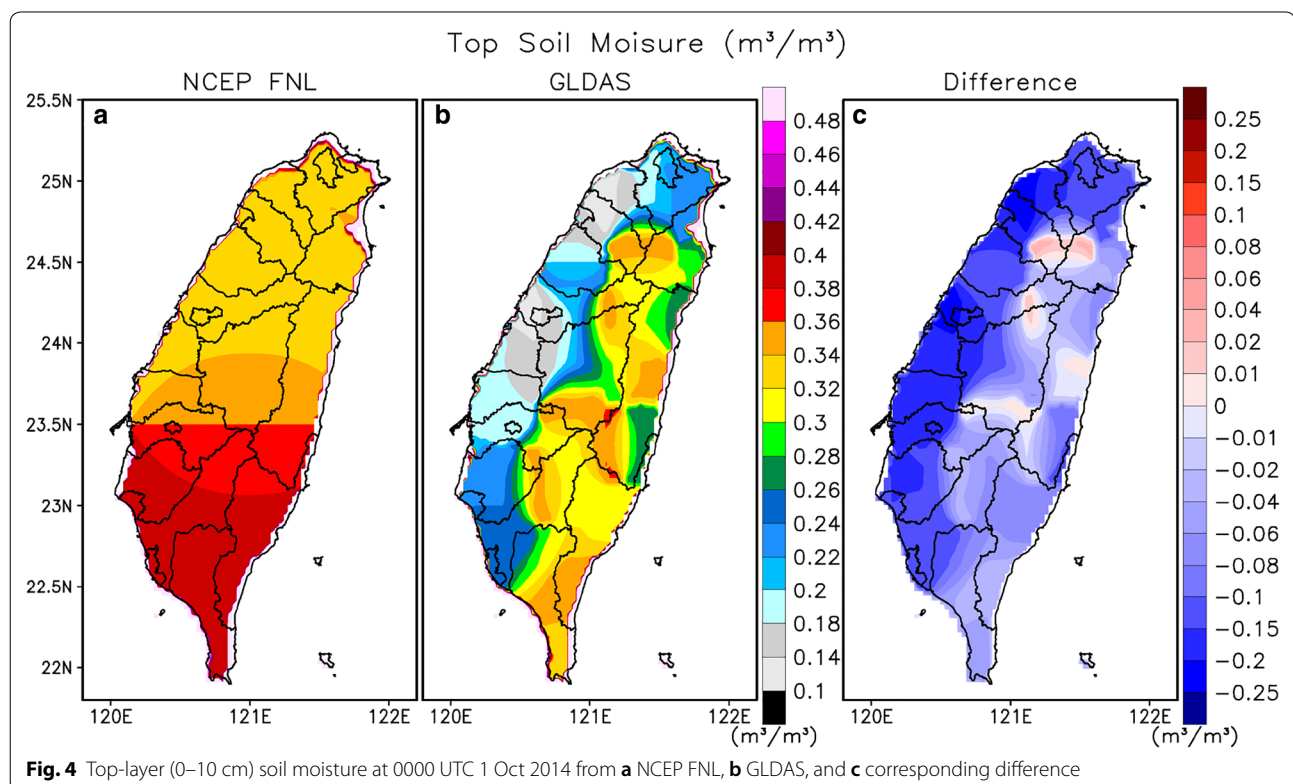 Top Soil Moisure (m³/m³)
NCEP FNL
GLDAS
Difference
a
b
c
25.5N
25N
24.5N
24N
23.5N
23N
22.5N
22N
120E
121E
122E
120E
121E
122E
120E
121E
122E
0.48
0.46
0.44
0.42
0.4
0.38
0.36
0.34
0.32
0.3
0.28
0.26
0.24
0.22
0.2
0.18
0.14
0.1
(m³/m³)
0.25
0.2
0.15
0.1
0.08
0.06
0.04
0.02
0.01
0
−0.01
−0.02
−0.04
−0.06
−0.08
−0.1
−0.15
−0.2
−0.25
(m³/m³)
Fig. 4 Top-layer (0–10 cm) soil moisture at 0000 UTC 1 Oct 2014 from a NCEP FNL, b GLDAS, and c corresponding difference